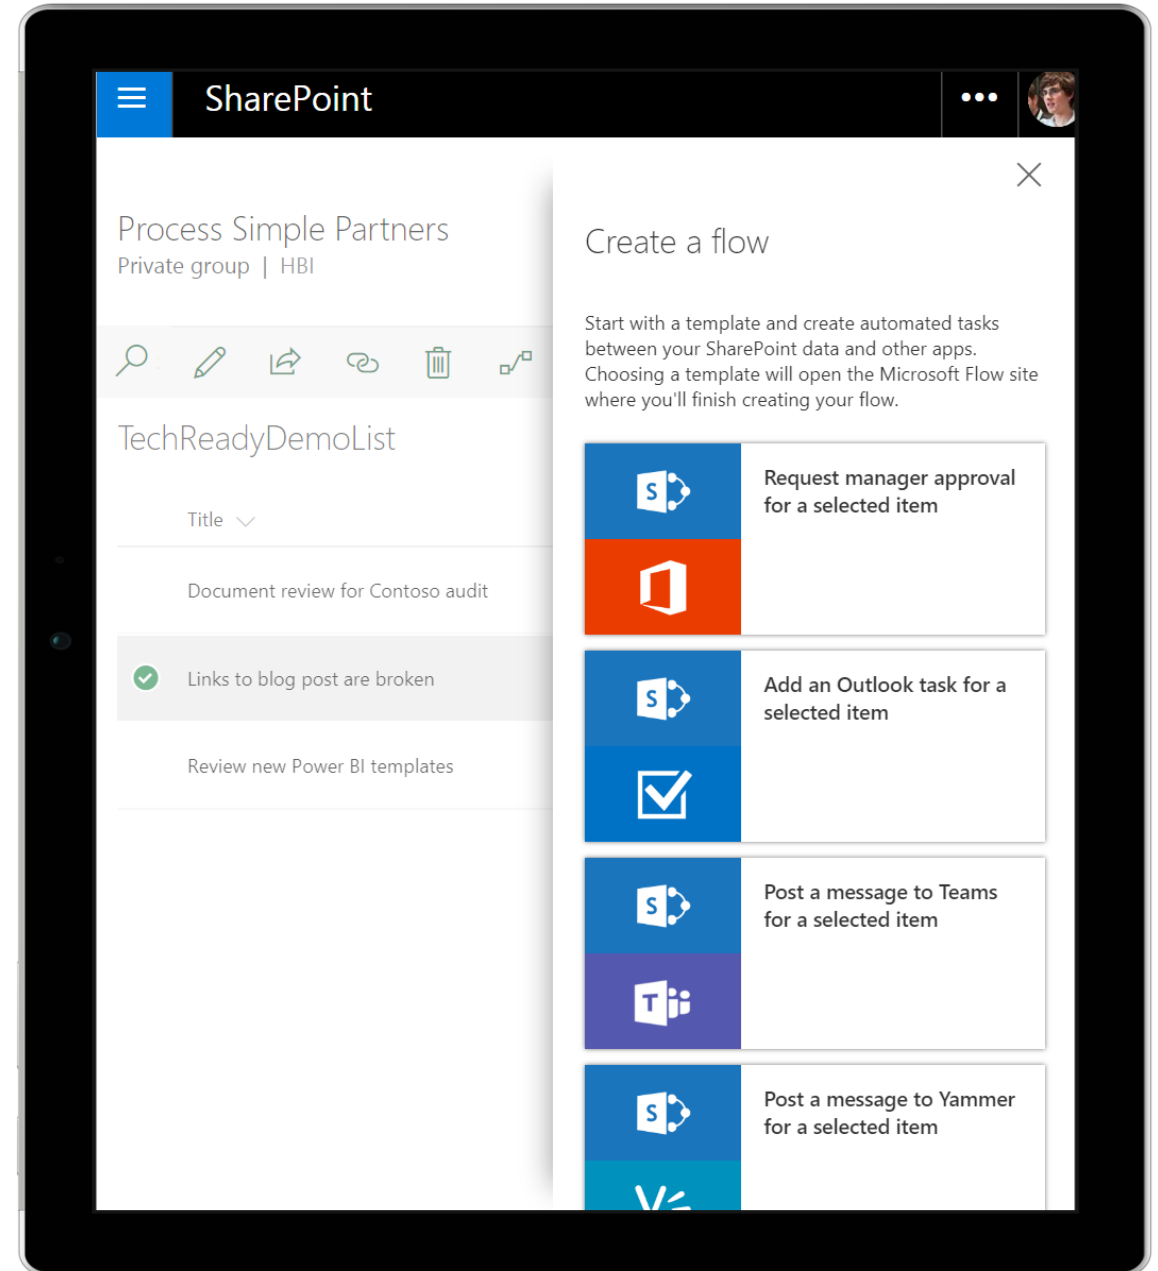 SharePoint
Process Simple Partners
Private group | HBI
TechReadyDemoList
Title
Document review for Contoso audit
Links to blog post are broken
Review new Power BI templates
Create a flow
Start with a template and create automated tasks
between your SharePoint data and other apps.
Choosing a template will open the Microsoft Flow site
where you'll finish creating your flow.
S
Request manager approval
for a selected item
S
Add an Outlook task for a
selected item
S
Post a message to Teams
for a selected item
T
S
Post a message to Yammer
for a selected item